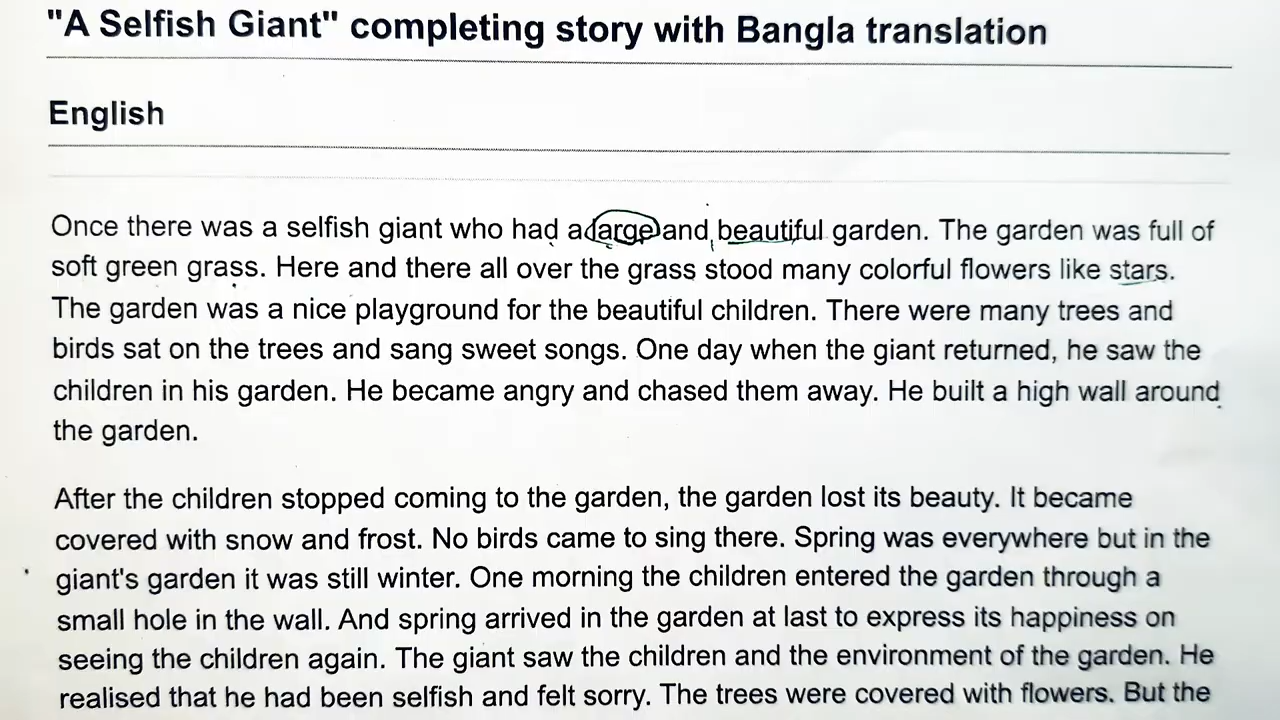 "A Selfish Giant" completing story with Bangla translation
English
Once there was a selfish giant who had a large and beautiful garden. The garden was full of
soft green grass. Here and there all over the grass stood many colorful flowers like stars.
The garden was a nice playground for the beautiful children. There were many trees and
birds sat on the trees and sang sweet songs. One day when the giant returned, he saw the
children in his garden. He became angry and chased them away. He built a high wall around
the garden.
After the children stopped coming to the garden, the garden lost its beauty. It became
covered with snow and frost. No birds came to sing there. Spring was everywhere but in the
giant's garden it was still winter. One morning the children entered the garden through a
small hole in the wall. And spring arrived in the garden at last to express its happiness on
seeing the children again. The giant saw the children and the environment of the garden. He
realised that he had been selfish and felt sorry. The trees were covered with flowers. But the